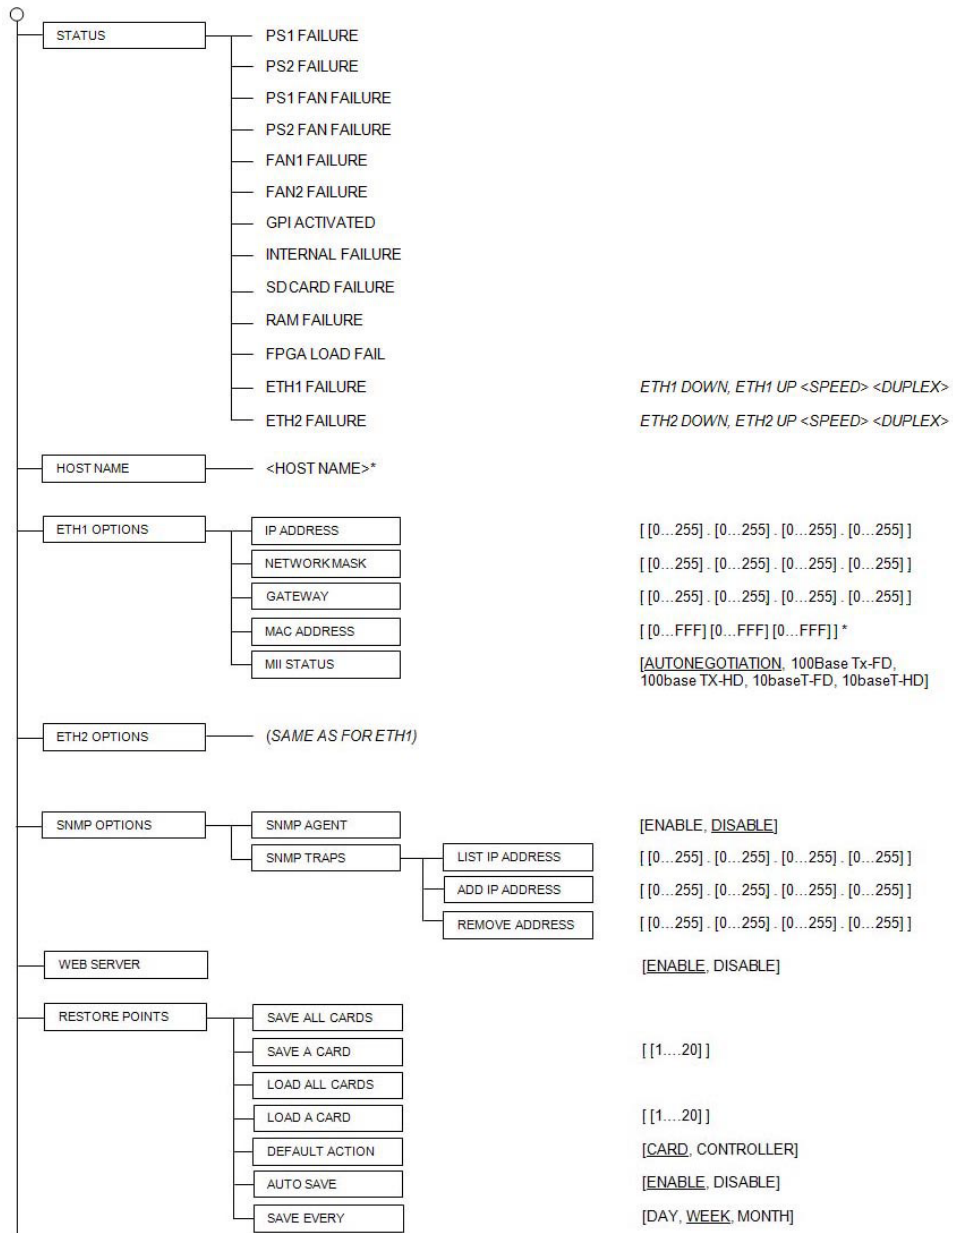 STATUS
PS1 FAILURE
PS2 FAILURE
PS1 FAN FAILURE
PS2 FAN FAILURE
FAN1 FAILURE
FAN2 FAILURE
GPI ACTIVATED
INTERNAL FAILURE
SD CARD FAILURE
RAM FAILURE
FPGA LOAD FAIL
ETH1 FAILURE ETH1 DOWN, ETH1 UP <SPEED> <DUPLEX>
ETH2 FAILURE ETH2 DOWN, ETH2 UP <SPEED> <DUPLEX>
HOST NAME <HOST NAME>*
ETH1 OPTIONS IP ADDRESS [ [0...255] . [0...255] . [0...255] . [0...255] ]
NETWORK MASK [ [0...255] . [0...255] . [0...255] . [0...255] ]
GATEWAY [ [0...255] . [0...255] . [0...255] . [0...255] ]
MAC ADDRESS [ [0...FFF] [0...FFF] [0...FFF] ] *
MII STATUS [AUTONEGOTIATION, 100Base Tx-FD,
100base TX-HD, 10baseT-FD, 10baseT-HD]
ETH2 OPTIONS (SAME AS FOR ETH1)
SNMP OPTIONS SNMP AGENT [ENABLE, DISABLE]
SNMP TRAPS LIST IP ADDRESS [ [0...255] . [0...255] . [0...255] . [0...255] ]
ADD IP ADDRESS [ [0...255] . [0...255] . [0...255] . [0...255] ]
REMOVE ADDRESS [ [0...255] . [0...255] . [0...255] . [0...255] ]
WEB SERVER [ENABLE, DISABLE]
RESTORE POINTS SAVE ALL CARDS
SAVE A CARD [ [1....20] ]
LOAD ALL CARDS
LOAD A CARD [ [1....20] ]
DEFAULT ACTION [CARD, CONTROLLER]
AUTO SAVE [ENABLE, DISABLE]
SAVE EVERY [DAY, WEEK, MONTH]